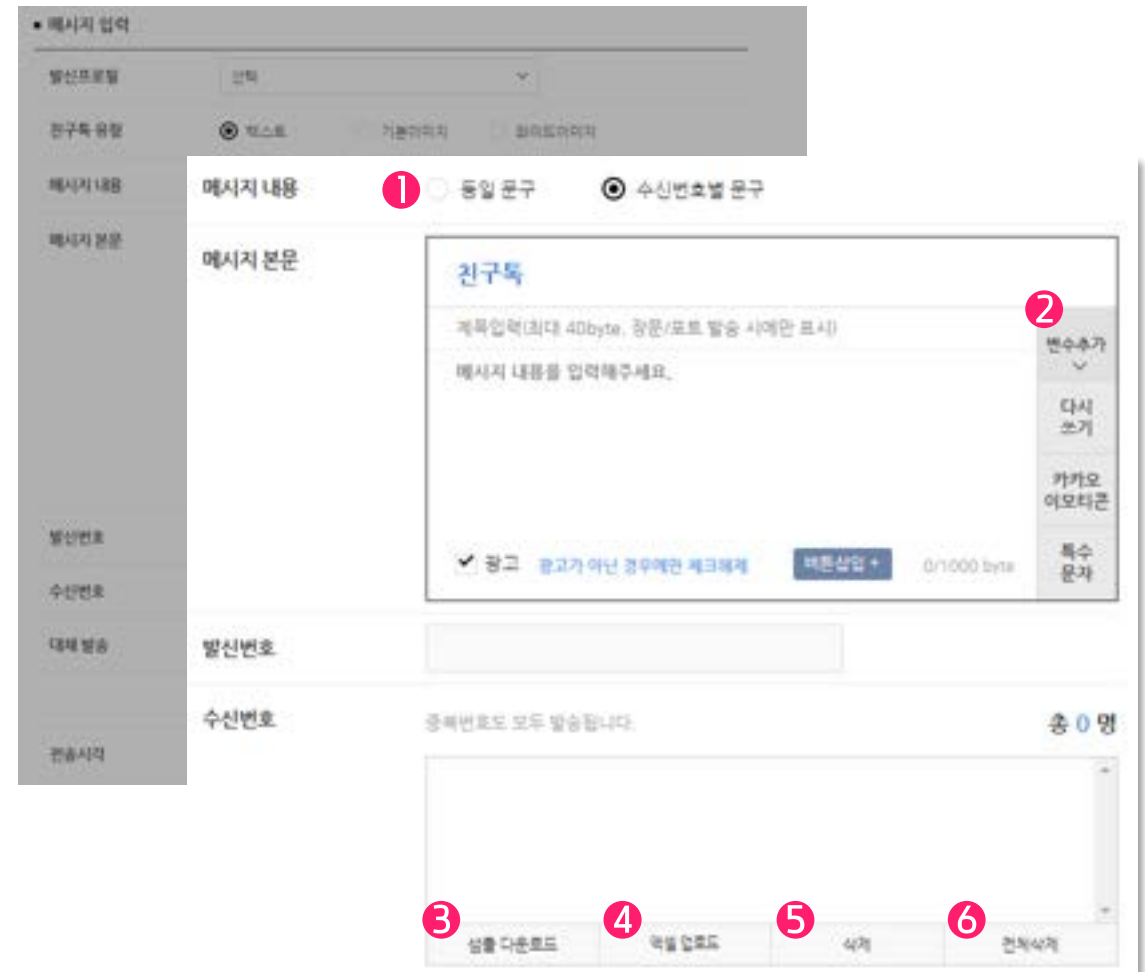 ▪ 메시지 입력
발신프로필 선택
친구톡 유형 텍스트 기본이미지 와이드이미지
메시지 내용
메시지 본문
발신번호
수신번호
대체 발송
전송시각
메시지 내용 1 동일 문구 수신번호별 문구
메시지 본문
친구톡
제목입력(최대 40byte, 장문/포토 발송 시에만 표시)
메시지 내용을 입력해주세요.
2
변수추가
다시
쓰기
카카오
이모티콘
특수
문자
광고 광고가 아닌 경우에만 체크해제 버튼삽입 + 0/1000 byte
발신번호
수신번호 중복번호도 모두 발송됩니다. 총 0 명
3 샘플 다운로드 4 엑셀 업로드 5 삭제 6 전체삭제